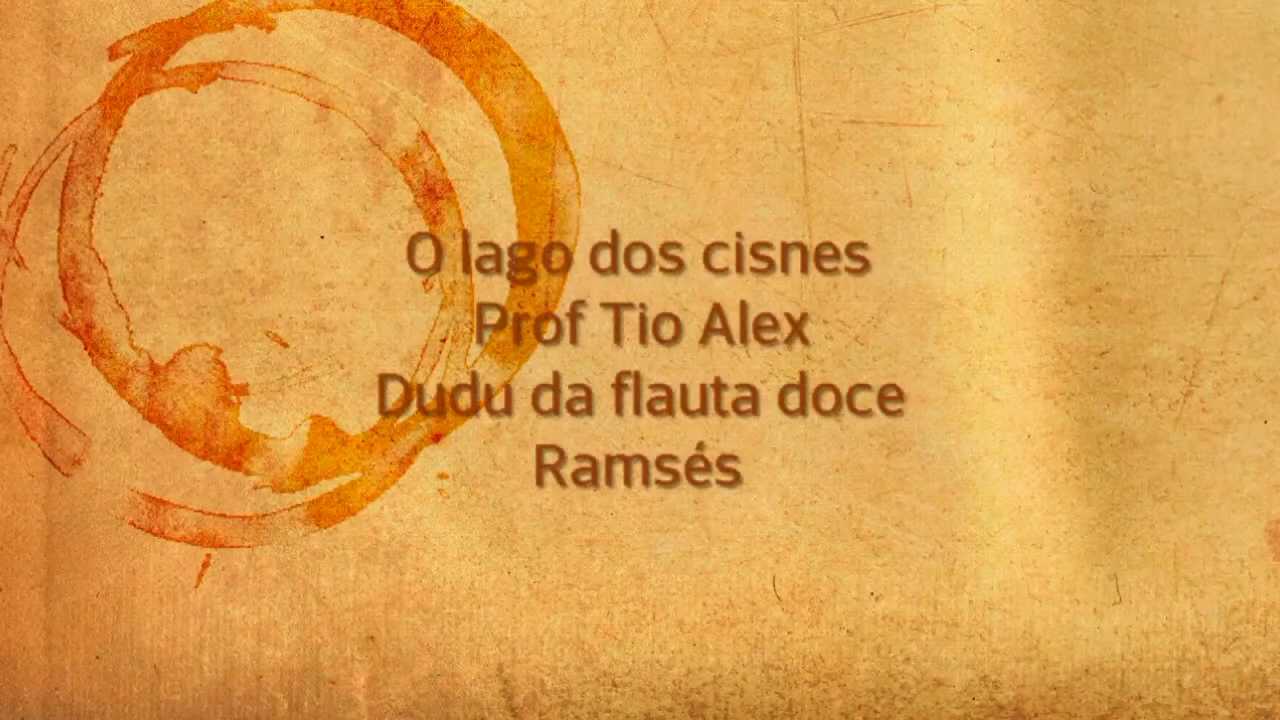 O lago dos cisnes
Prof Tio Alex
Dudu da flauta doce
Ramsés